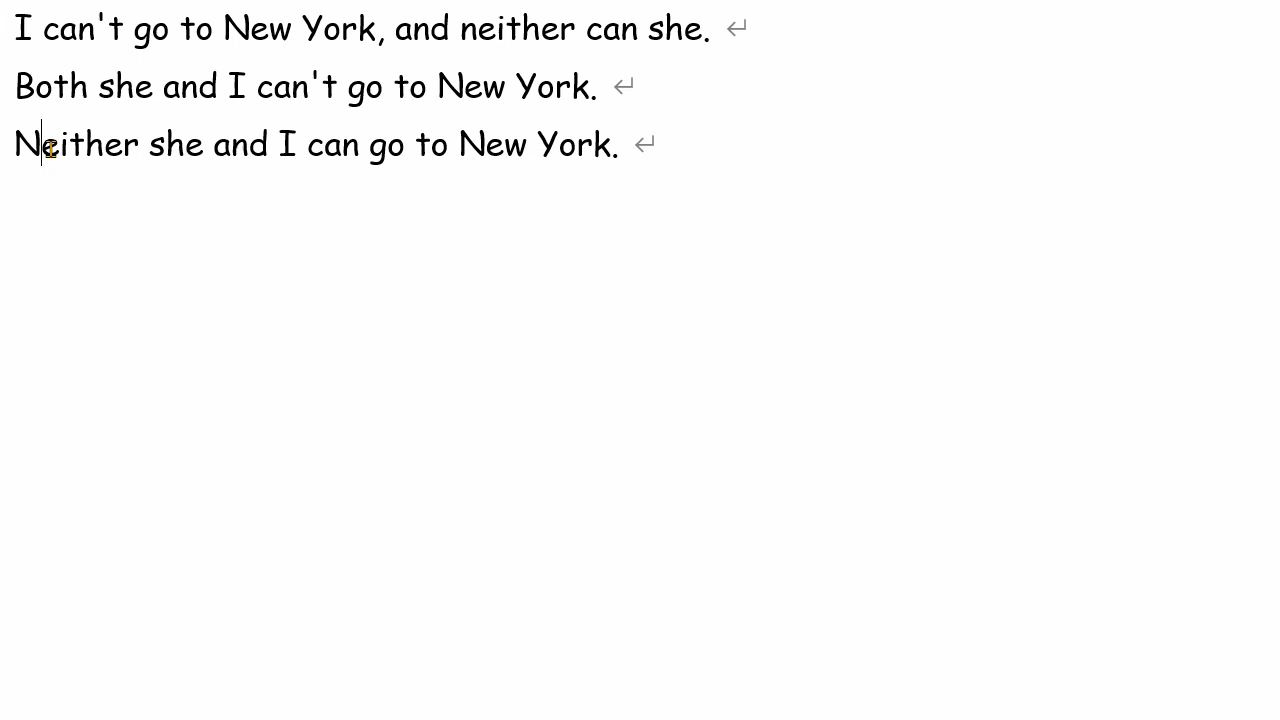 I can't go to New York, and neither can she.
Both she and I can't go to New York.
Neither she and I can go to New York.